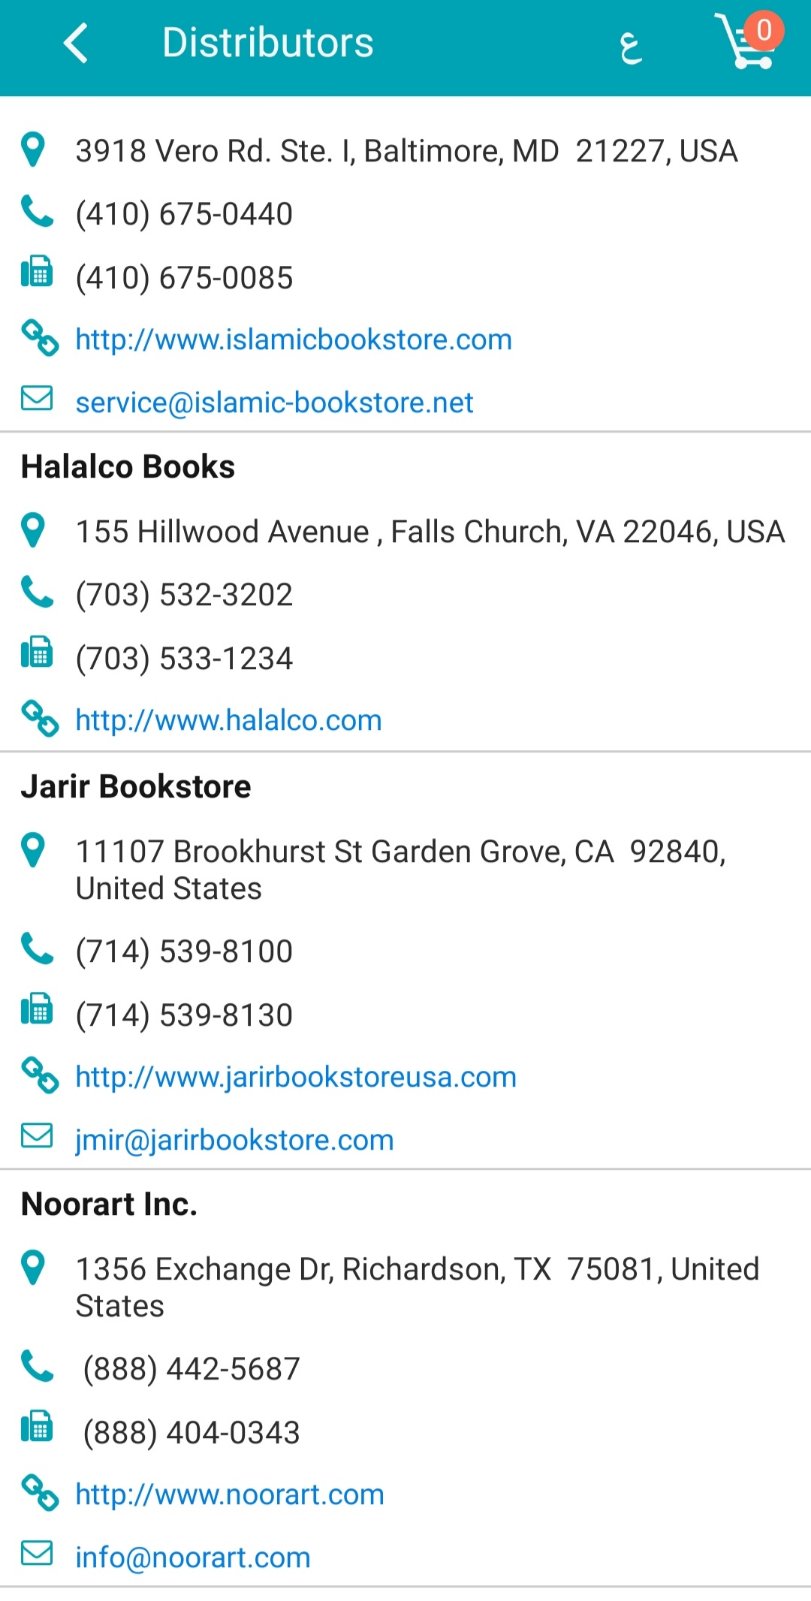 Distributors
ع
0
3918 Vero Rd. Ste. I, Baltimore, MD  21227, USA
(410) 675-0440
(410) 675-0085
http://www.islamicbookstore.com
service@islamic-bookstore.net
Halalco Books
155 Hillwood Avenue , Falls Church, VA 22046, USA
(703) 532-3202
(703) 533-1234
http://www.halalco.com
Jarir Bookstore
11107 Brookhurst St Garden Grove, CA  92840,
United States
(714) 539-8100
(714) 539-8130
http://www.jarirbookstoreusa.com
jmir@jarirbookstore.com
Noorart Inc.
1356 Exchange Dr, Richardson, TX  75081, United
States
(888) 442-5687
(888) 404-0343
http://www.noorart.com
info@noorart.com